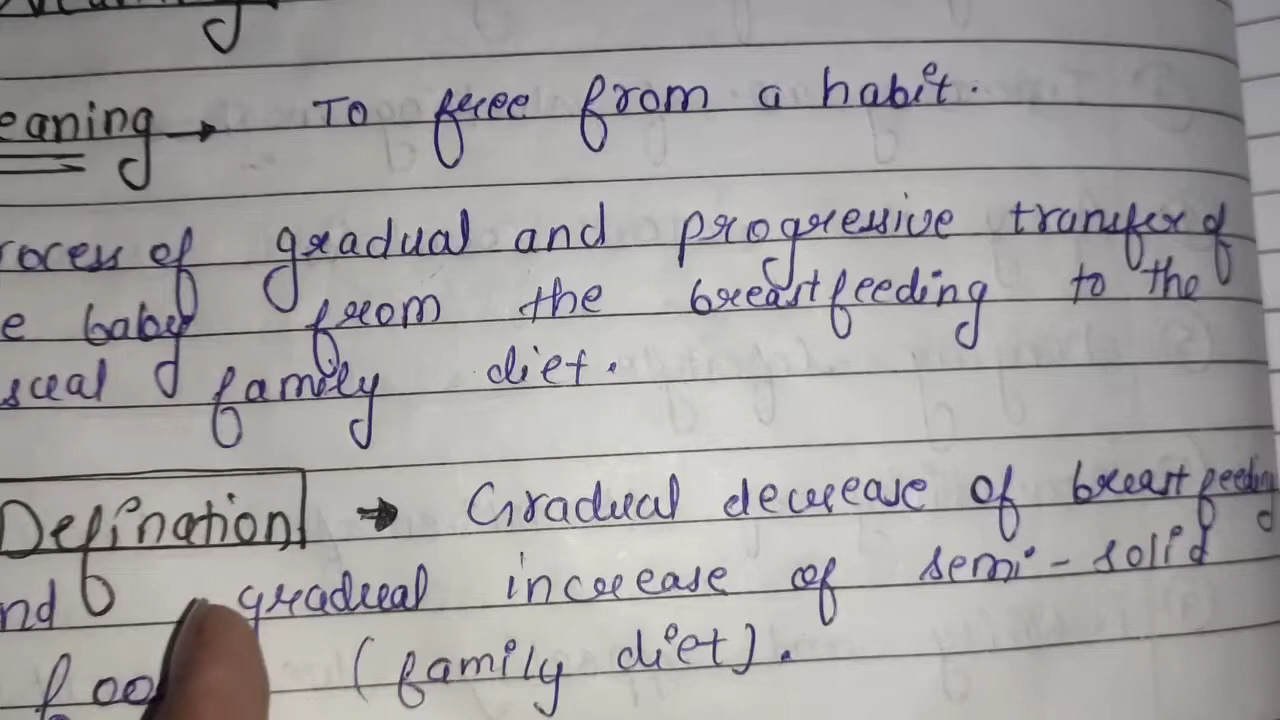 eaning → To free from a habit.
rocess of gradual and progressive transfer of
e baby from the breastfeeding to the
sual family diet.
Defination → Gradual decrease of breastfeeding
nd gradual increase of semi-solid
foo (family diet).